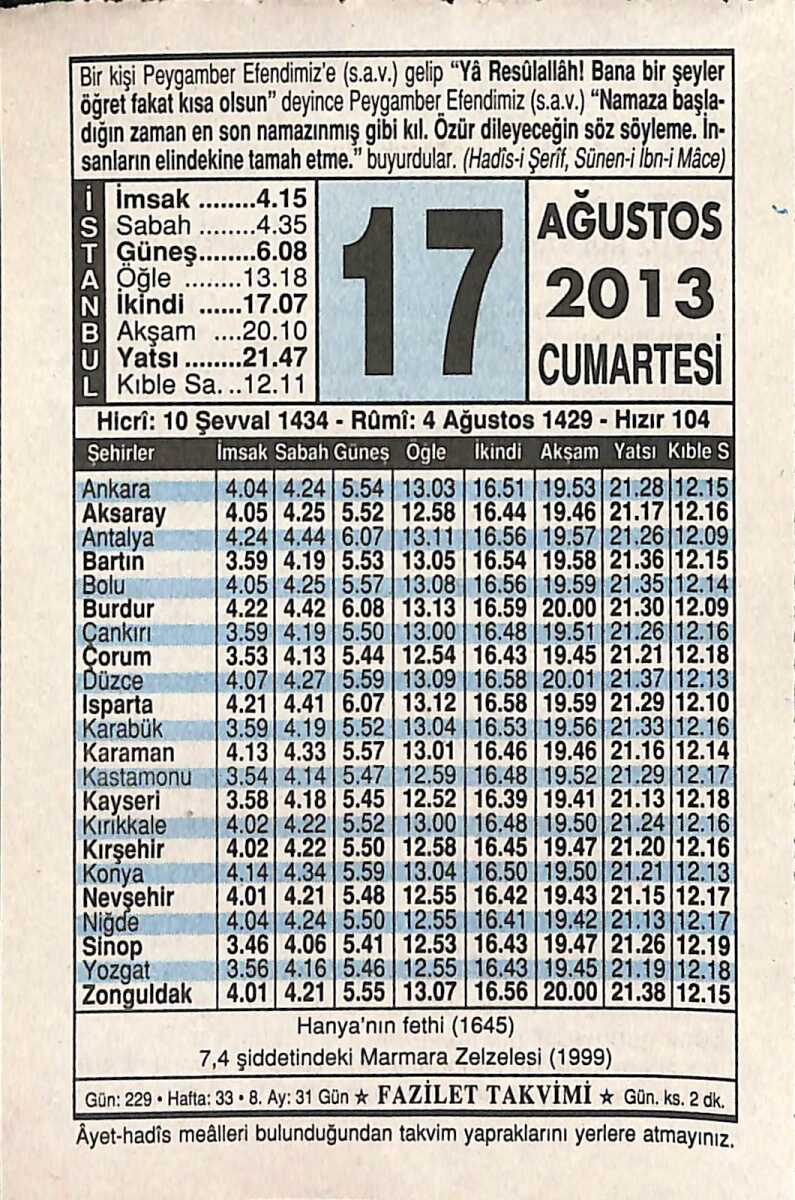 Bir kişi Peygamber Efendimiz'e (s.a.v.) gelip “Yâ Resûlallâh! Bana bir şeyler
öğret fakat kısa olsun” deyince Peygamber Efendimiz (s.a.v.) “Namaza başla-
dığın zaman en son namazınmış gibi kıl. Özür dileyeceğin söz söyleme. İn-
sanların elindekine tamah etme.” buyurdular. (Hadîs-i Şerîf, Sünen-i İbn-i Mâce)
İSTANBUL
İmsak ........4.15
Sabah ........4.35
Güneş........6.08
Öğle ........13.18
İkindi ......17.07
Akşam ....20.10
Yatsı ........21.47
Kıble Sa. ..12.11
17
AĞUSTOS
2013
CUMARTESİ
Hicrî: 10 Şevval 1434 - Rûmî: 4 Ağustos 1429 - Hızır 104
Şehirler İmsak Sabah Güneş Öğle İkindi Akşam Yatsı Kıble S
Ankara 4.04 4.24 5.54 13.03 16.51 19.53 21.28 12.15
Aksaray 4.05 4.25 5.52 12.58 16.44 19.46 21.17 12.16
Antalya 4.24 4.44 6.07 13.11 16.56 19.57 21.26 12.09
Bartın 3.59 4.19 5.53 13.05 16.54 19.58 21.36 12.15
Bolu 4.05 4.25 5.57 13.08 16.56 19.59 21.35 12.14
Burdur 4.22 4.42 6.08 13.13 16.59 20.00 21.30 12.09
Çankırı 3.59 4.19 5.50 13.00 16.48 19.51 21.26 12.16
Çorum 3.53 4.13 5.44 12.54 16.43 19.45 21.21 12.18
Düzce 4.07 4.27 5.59 13.09 16.58 20.01 21.37 12.13
Isparta 4.21 4.41 6.07 13.12 16.58 19.59 21.29 12.10
Karabük 3.59 4.19 5.52 13.04 16.53 19.56 21.33 12.16
Karaman 4.13 4.33 5.57 13.01 16.46 19.46 21.16 12.14
Kastamonu 3.54 4.14 5.47 12.59 16.48 19.52 21.29 12.17
Kayseri 3.58 4.18 5.45 12.52 16.39 19.41 21.13 12.18
Kırıkkale 4.02 4.22 5.52 13.00 16.48 19.50 21.24 12.16
Kırşehir 4.02 4.22 5.50 12.58 16.45 19.47 21.20 12.16
Konya 4.14 4.34 5.59 13.04 16.50 19.50 21.21 12.13
Nevşehir 4.01 4.21 5.48 12.55 16.42 19.43 21.15 12.17
Niğde 4.04 4.24 5.50 12.55 16.41 19.42 21.13 12.17
Sinop 3.46 4.06 5.41 12.53 16.43 19.47 21.26 12.19
Yozgat 3.56 4.16 5.46 12.55 16.43 19.45 21.19 12.18
Zonguldak 4.01 4.21 5.55 13.07 16.56 20.00 21.38 12.15
Hanya'nın fethi (1645)
7,4 şiddetindeki Marmara Zelzelesi (1999)
Gün: 229 • Hafta: 33 • 8. Ay: 31 Gün ☆ FAZİLET TAKVİMİ ☆ Gün. ks. 2 dk.
Âyet-hadîs meâlleri bulunduğundan takvim yapraklarını yerlere atmayınız.